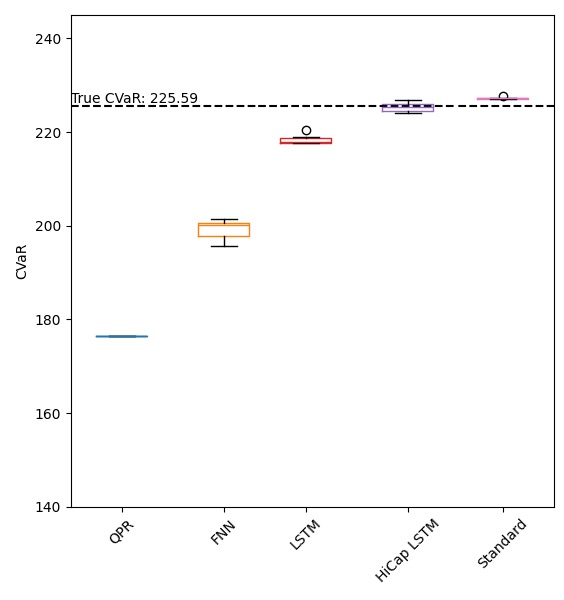 240
220
200
180
160
140
CVaR
True CVaR: 225.59
QPR
FNN
LSTM
HiCap LSTM
Standard